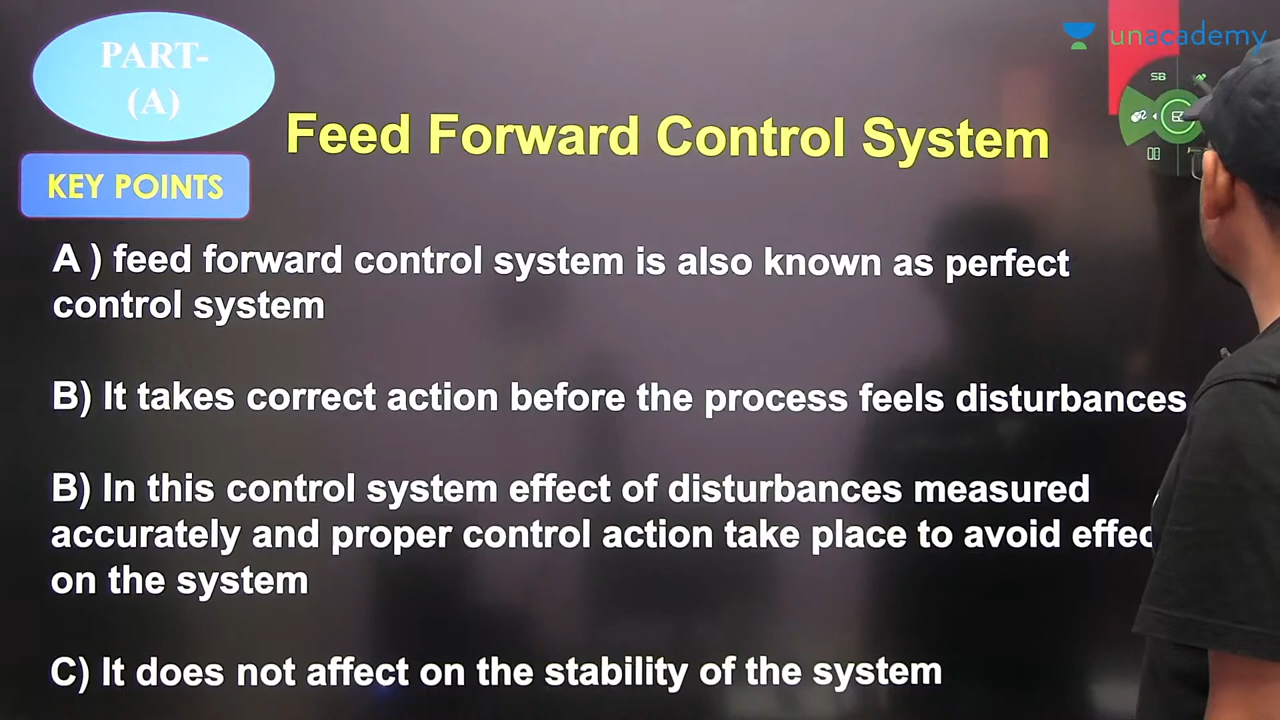 PART-
(A)
unacademy
SB
Feed Forward Control System
KEY POINTS
A ) feed forward control system is also known as perfect
control system
B) It takes correct action before the process feels disturbances
B) In this control system effect of disturbances measured
accurately and proper control action take place to avoid effec
on the system
C) It does not affect on the stability of the system